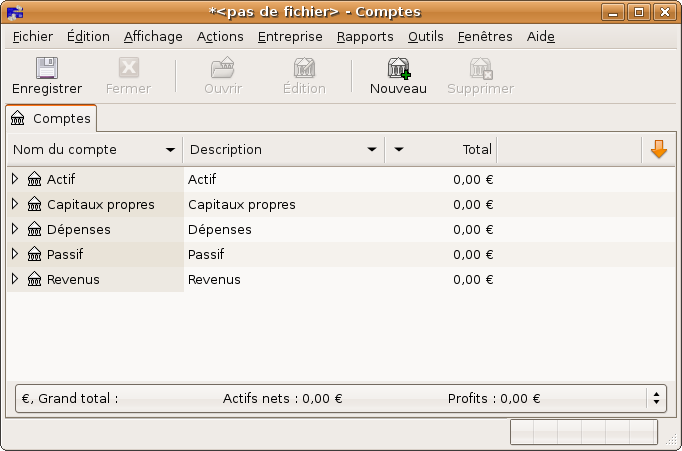 *<pas de fichier> - Comptes
Fichier Édition Affichage Actions Entreprise Rapports Outils Fenêtres Aide
Enregistrer Fermer Ouvrir Édition Nouveau Supprimer
Comptes
Nom du compte Description Total
Actif Actif 0,00 €
Capitaux propres Capitaux propres 0,00 €
Dépenses Dépenses 0,00 €
Passif Passif 0,00 €
Revenus Revenus 0,00 €
€, Grand total : Actifs nets : 0,00 € Profits : 0,00 €